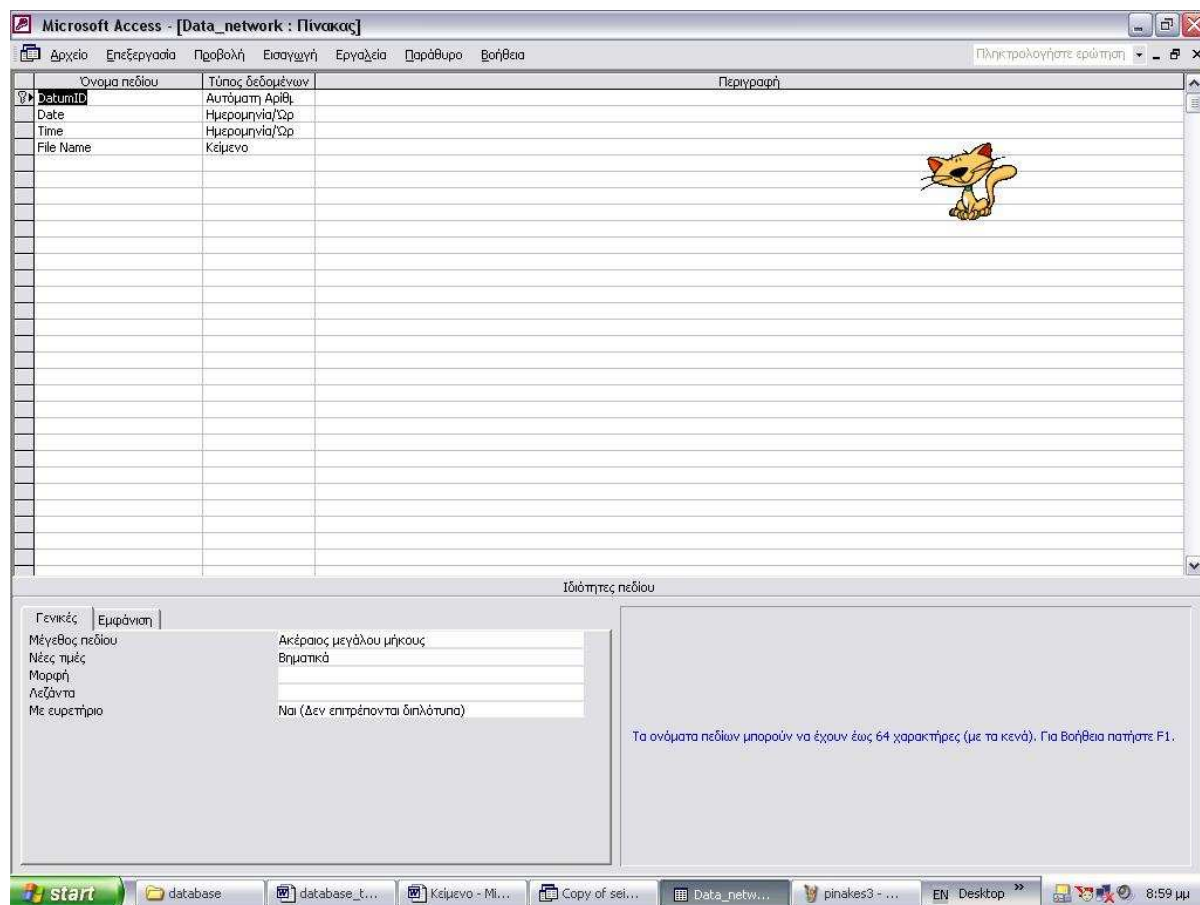 Microsoft Access - [Data_network : Πίνακας]
Αρχείο Επεξεργασία Προβολή Εισαγωγή Εργαλεία Παράθυρο Βοήθεια Πληκτρολογήστε ερώτηση
Όνομα πεδίου Τύπος δεδομένων Περιγραφή
DatumID Αυτόματη Αρίθμ
Date Ημερομηνία/Ώρ
Time Ημερομηνία/Ώρ
File Name Κείμενο
Ιδιότητες πεδίου
Γενικές Εμφάνιση
Μέγεθος πεδίου Ακέραιος μεγάλου μήκους
Νέες τιμές Βηματικά
Μορφή
Λεζάντα
Με ευρετήριο Ναι (Δεν επιτρέπονται διπλότυπα)
Τα ονόματα πεδίων μπορούν να έχουν έως 64 χαρακτήρες (με τα κενά). Για Βοήθεια πατήστε F1.
start database database_t... Κείμενο - Mi... Copy of sei... Data_netw... pinakes3 - ... EN Desktop » 8:59 μμ